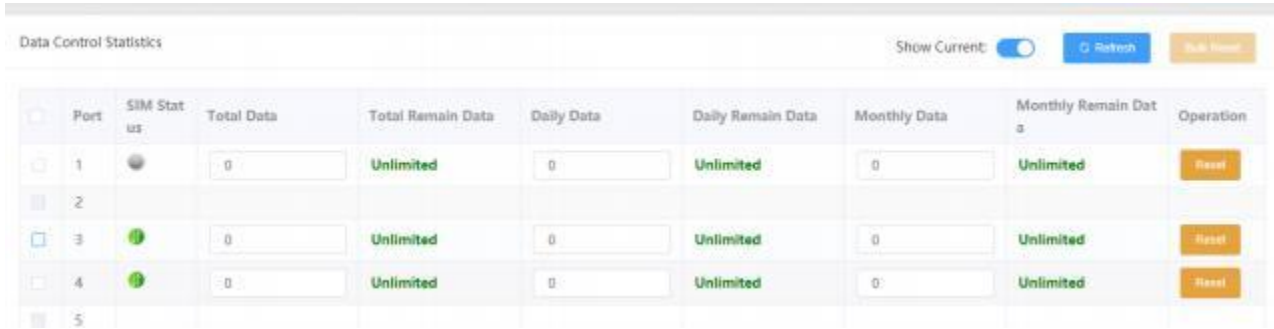 Data Control Statistics
Show Current:
Refresh
Bulk Reset
Port
SIM Stat
us
Total Data
Total Remain Data
Daily Data
Daily Remain Data
Monthly Data
Monthly Remain Dat
a
Operation
1 0 Unlimited 0 Unlimited 0 Unlimited Reset
2
3 0 Unlimited 0 Unlimited 0 Unlimited Reset
4 0 Unlimited 0 Unlimited 0 Unlimited Reset
5